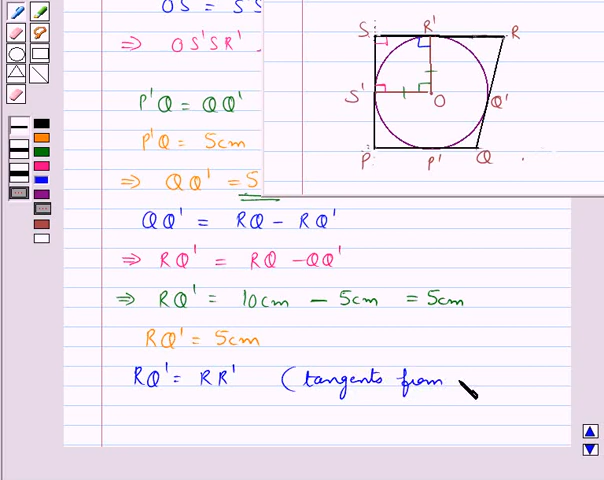 OS = S'S
⇒ OS'SR'
P'Q = QQ'
P'Q = 5cm
⇒ QQ' = 5
QQ' = RQ - RQ'
⇒ RQ' = RQ - QQ'
⇒ RQ' = 10cm - 5cm = 5cm
RQ' = 5cm
RQ' = RR' (tangents from
S R' R
S' O Q'
P P' Q